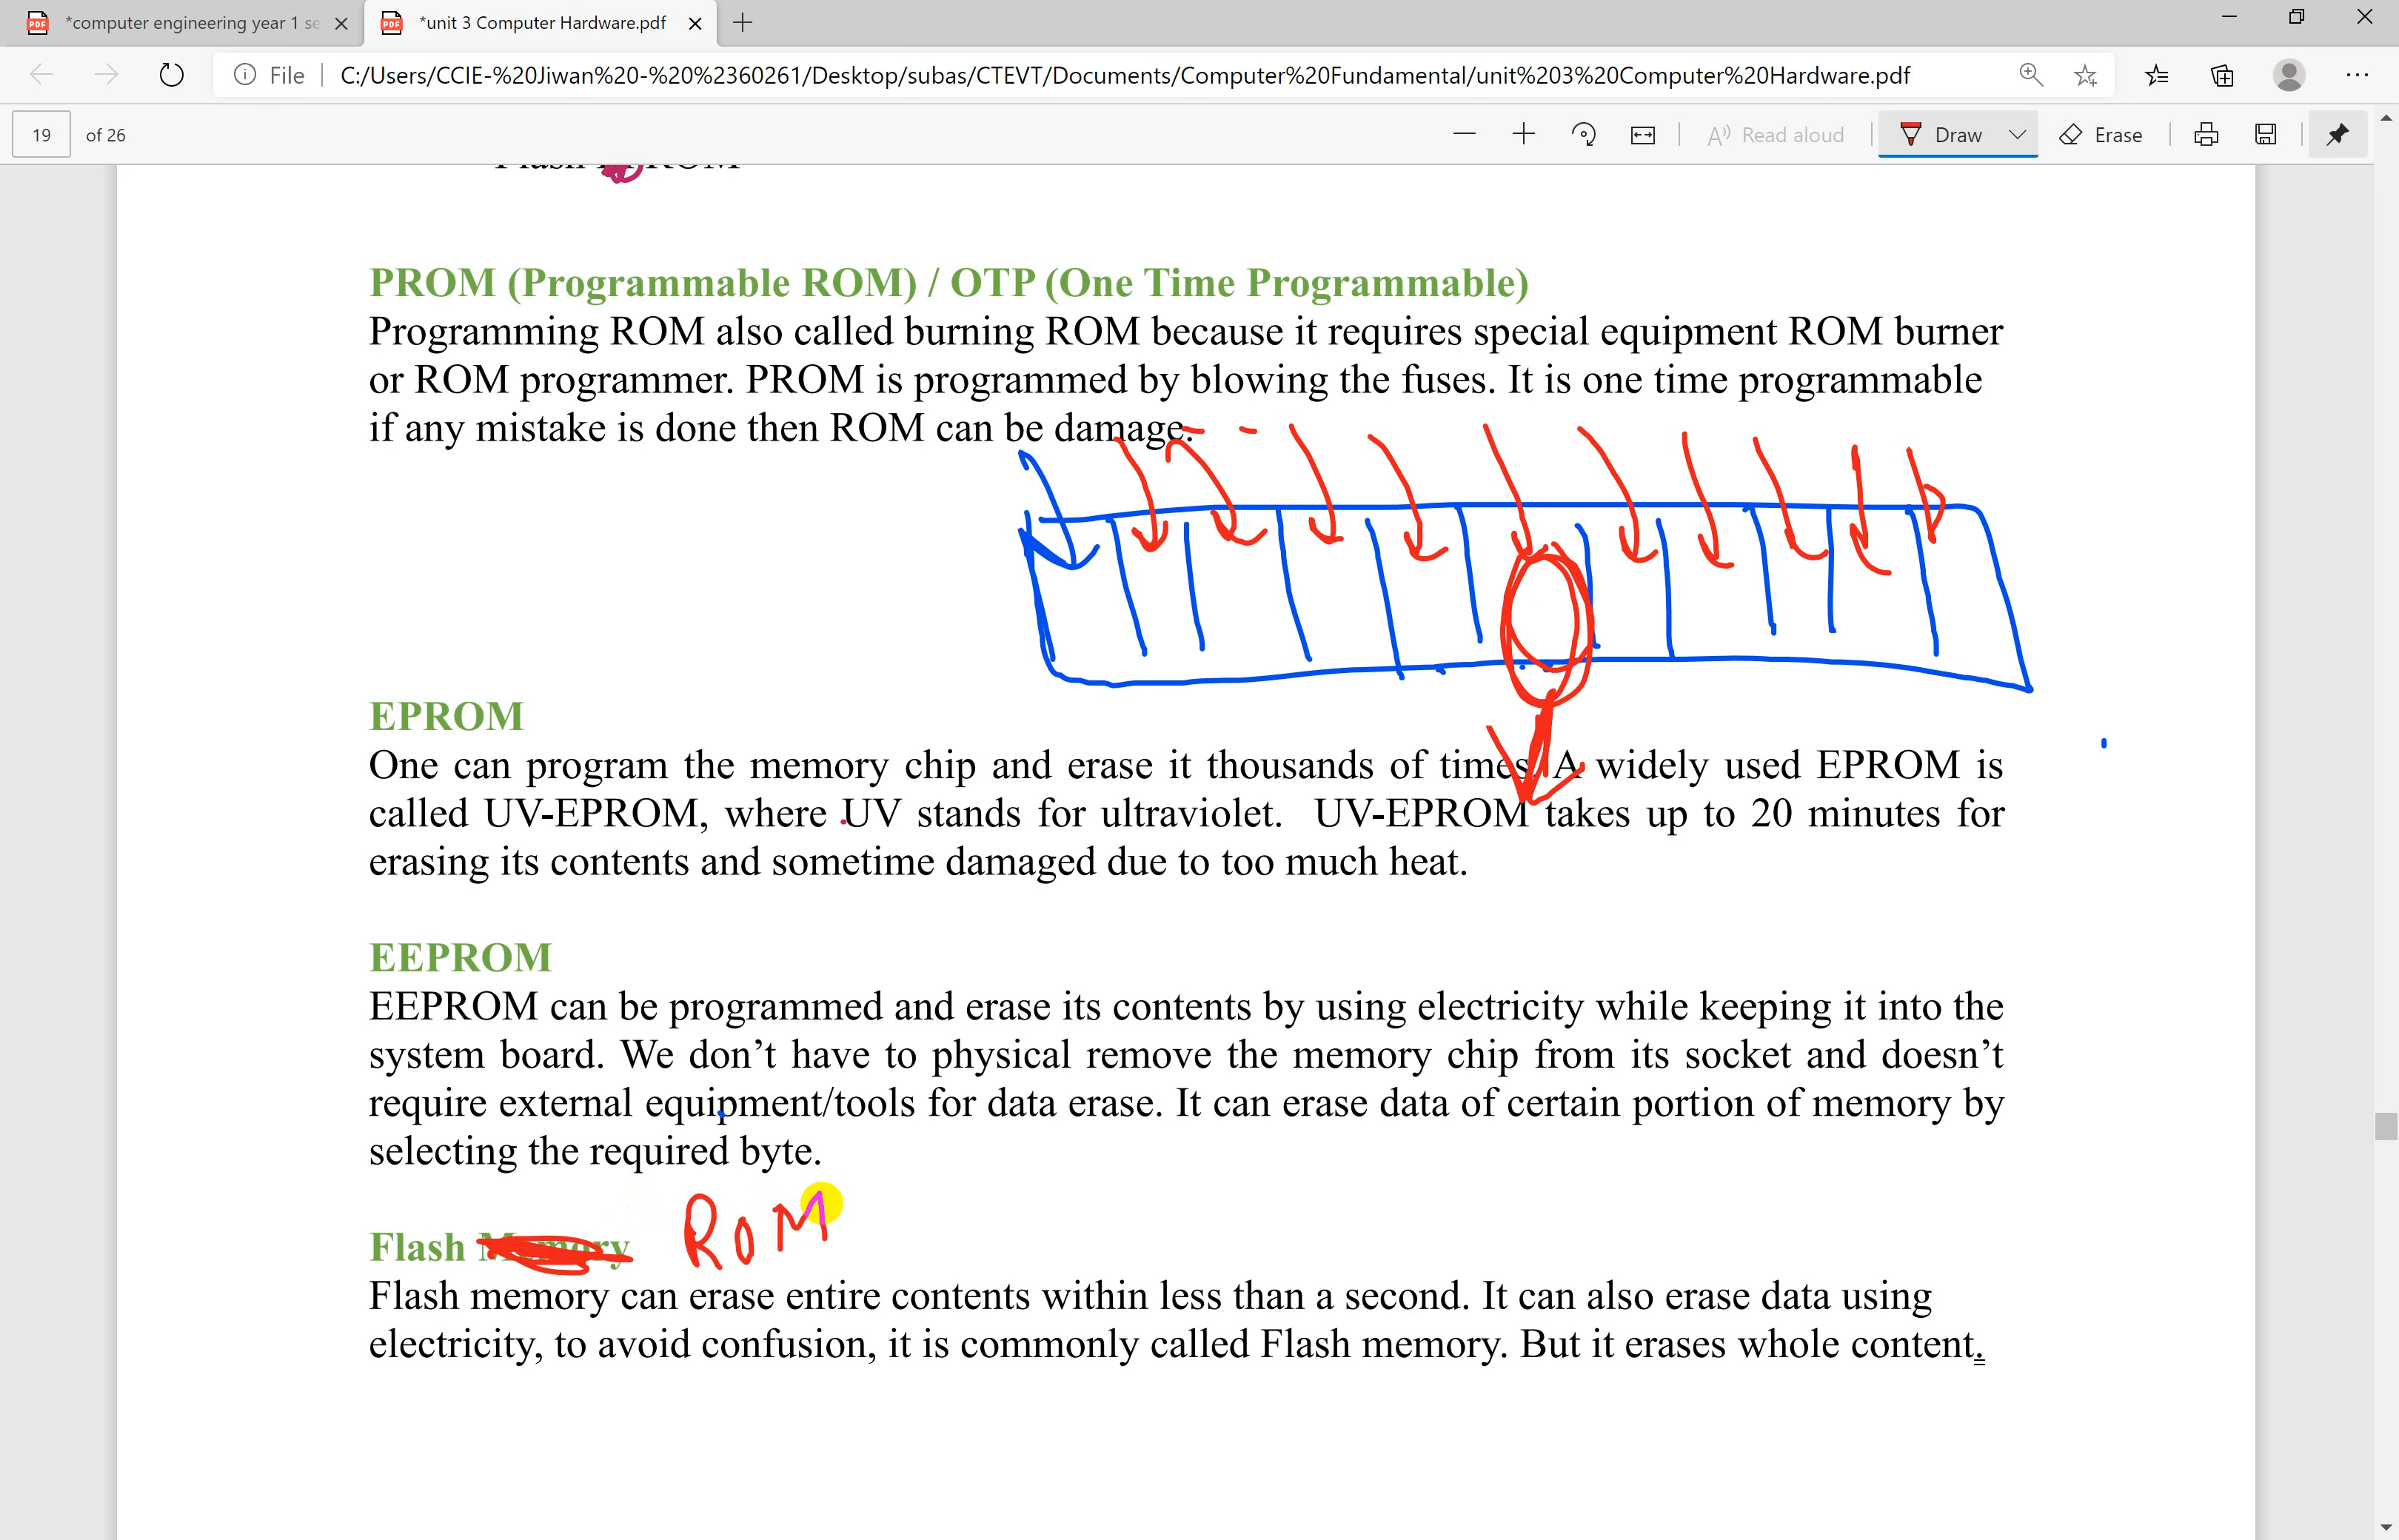 *computer engineering year 1 se
*unit 3 Computer Hardware.pdf
File
C:/Users/CCIE-%20Jiwan%20-%20%2360261/Desktop/subas/CTEVT/Documents/Computer%20Fundamental/unit%203%20Computer%20Hardware.pdf
19 of 26
Read aloud
Draw
Erase
PROM (Programmable ROM) / OTP (One Time Programmable)
Programming ROM also called burning ROM because it requires special equipment ROM burner
or ROM programmer. PROM is programmed by blowing the fuses. It is one time programmable
if any mistake is done then ROM can be damage.
EPROM
One can program the memory chip and erase it thousands of times. A widely used EPROM is
called UV-EPROM, where UV stands for ultraviolet. UV-EPROM takes up to 20 minutes for
erasing its contents and sometime damaged due to too much heat.
EEPROM
EEPROM can be programmed and erase its contents by using electricity while keeping it into the
system board. We don’t have to physical remove the memory chip from its socket and doesn’t
require external equipment/tools for data erase. It can erase data of certain portion of memory by
selecting the required byte.
Flash Memory ROM
Flash memory can erase entire contents within less than a second. It can also erase data using
electricity, to avoid confusion, it is commonly called Flash memory. But it erases whole content.